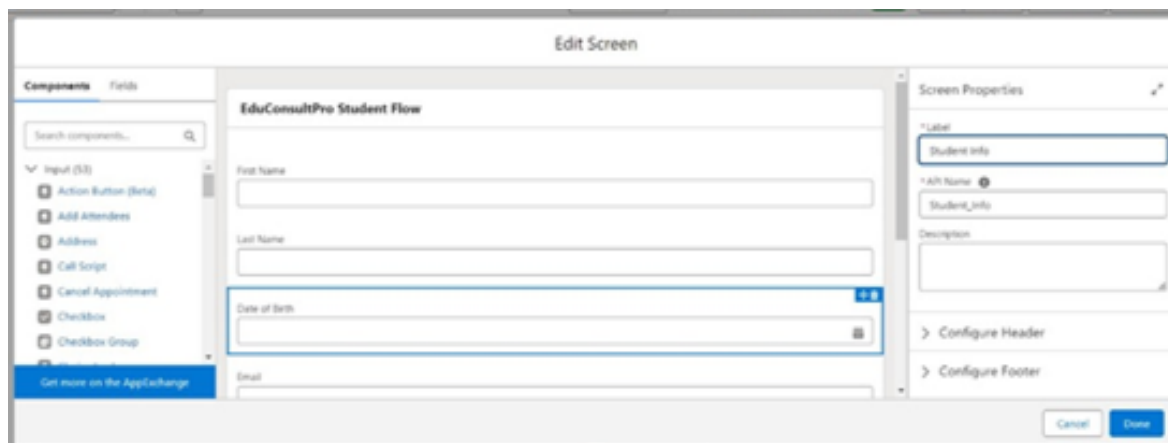 Edit Screen
Components Fields
Search components...
Input (53)
Action Button (Beta)
Add Attendees
Address
Call Script
Cancel Appointment
Checkbox
Checkbox Group
Get more on the AppExchange
EduConsultPro Student Flow
First Name
Last Name
Date of Birth
Email
Screen Properties
*Label
Student Info
*API Name
Student_Info
Description
Configure Header
Configure Footer
Cancel Done